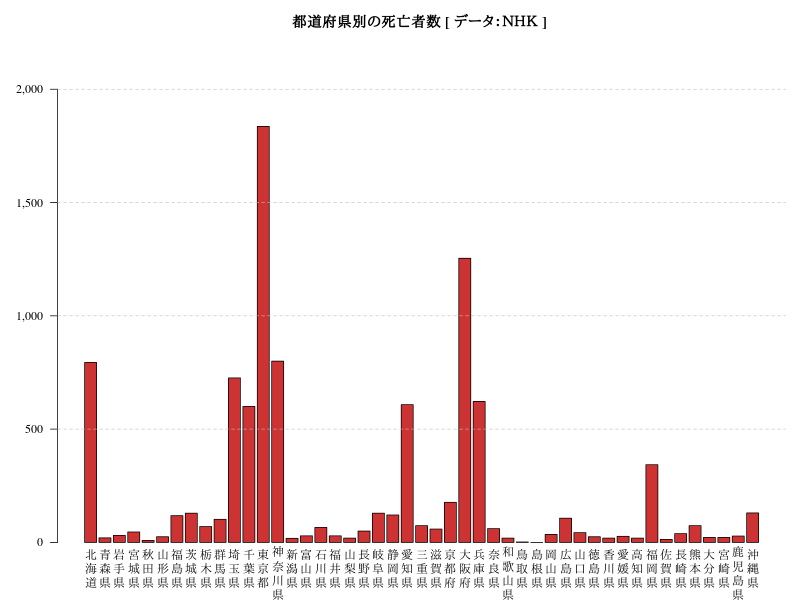 都道府県別の死亡者数 [ データ：NHK ]
2,000
1,500
1,000
500
0
北海道
青森県
岩手県
宮城県
秋田県
山形県
福島県
茨城県
栃木県
群馬県
埼玉県
千葉県
東京都
神奈川県
新潟県
富山県
石川県
福井県
山梨県
長野県
岐阜県
静岡県
愛知県
三重県
滋賀県
京都府
大阪府
兵庫県
奈良県
和歌山県
鳥取県
島根県
岡山県
広島県
山口県
徳島県
香川県
愛媛県
高知県
福岡県
佐賀県
長崎県
熊本県
大分県
宮崎県
鹿児島県
沖縄県